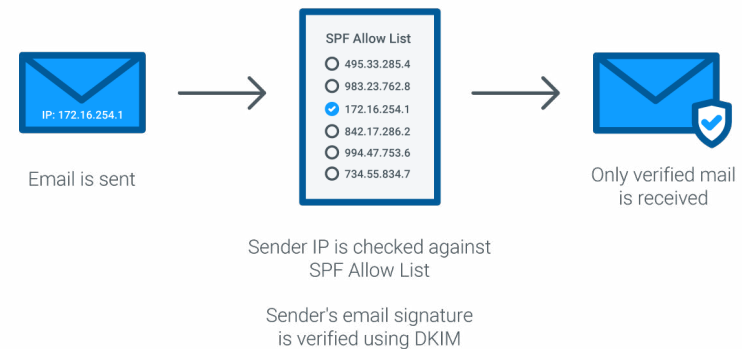 IP: 172.16.254.1
Email is sent
SPF Allow List
495.33.285.4
983.23.762.8
172.16.254.1
842.17.286.2
994.47.753.6
734.55.834.7
Sender IP is checked against
SPF Allow List
Sender's email signature
is verified using DKIM
Only verified mail
is received